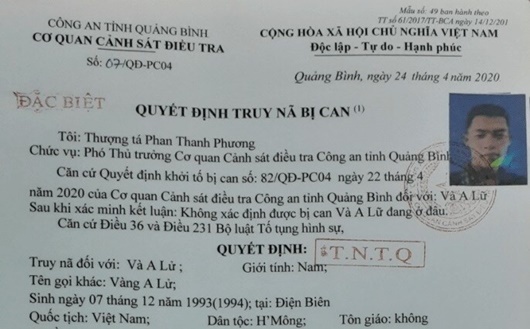 Mẫu số: 49 ban hành theo
TT số 61/2017/TT-BCA ngày 14/12/201
CÔNG AN TỈNH QUẢNG BÌNH
CƠ QUAN CẢNH SÁT ĐIỀU TRA
Số: 07/QĐ-PC04
CỘNG HÒA XÃ HỘI CHỦ NGHĨA VIỆT NAM
Độc lập - Tự do - Hạnh phúc
Quảng Bình, ngày 24 tháng 4 năm 2020
ĐẶC BIỆT
QUYẾT ĐỊNH TRUY NÃ BỊ CAN (1)
Tôi: Thượng tá Phan Thanh Phương
Chức vụ: Phó Thủ trưởng Cơ quan Cảnh sát điều tra Công an tỉnh Quảng Bình
Căn cứ Quyết định khởi tố bị can số: 82/QĐ-PC04 ngày 22 tháng 4
năm 2020 của Cơ quan Cảnh sát điều tra Công an tỉnh Quảng Bình đối với: Và A Lữ
Sau khi xác minh kết luận: Không xác định được bị can Và A Lữ đang ở đâu.
Căn cứ Điều 36 và Điều 231 Bộ luật Tố tụng hình sự,
QUYẾT ĐỊNH:
T.N.T.Q
Truy nã đối với: Và A Lử; Giới tính: Nam;
Tên gọi khác: Vàng A Lử;
Sinh ngày 07 tháng 12 năm 1993(1994); tại: Điện Biên
Quốc tịch: Việt Nam; Dân tộc: H'Mông; Tôn giáo: không